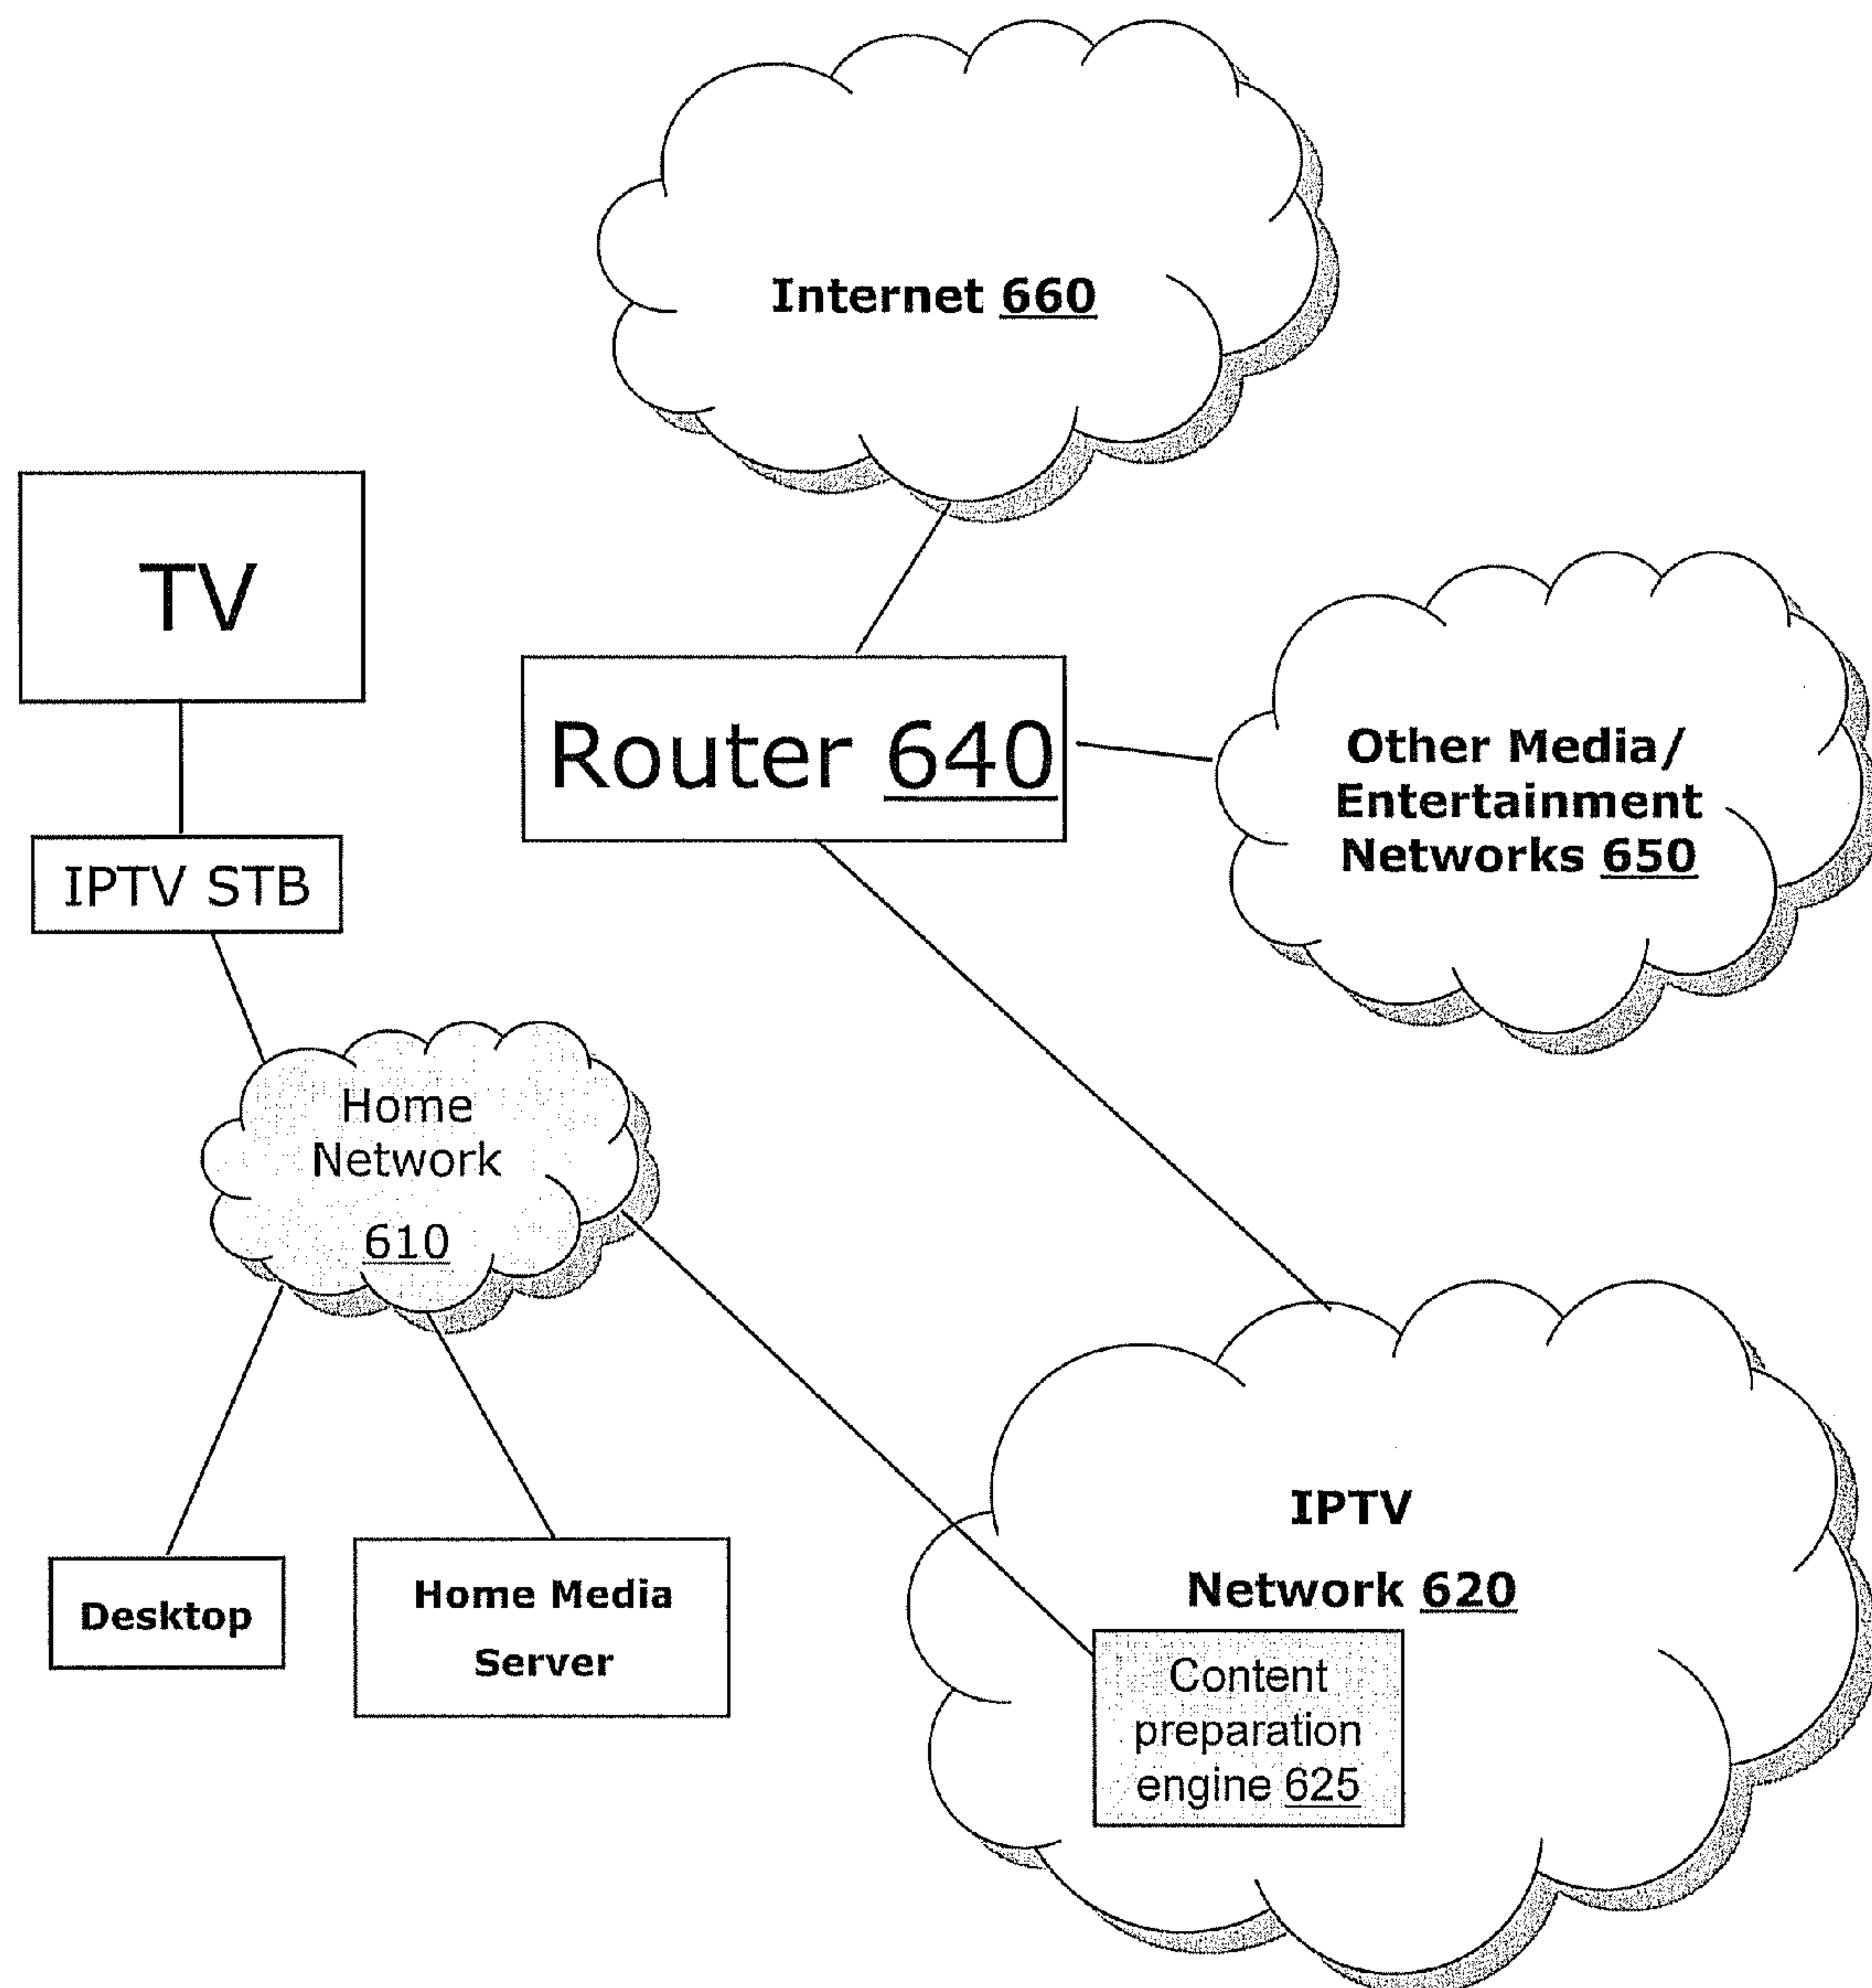 Internet 660
TV
Router 640
Other Media/
Entertainment
Networks 650
IPTV STB
Home
Network
610
IPTV
Network 620
Desktop
Home Media
Server
Content
preparation
engine 625